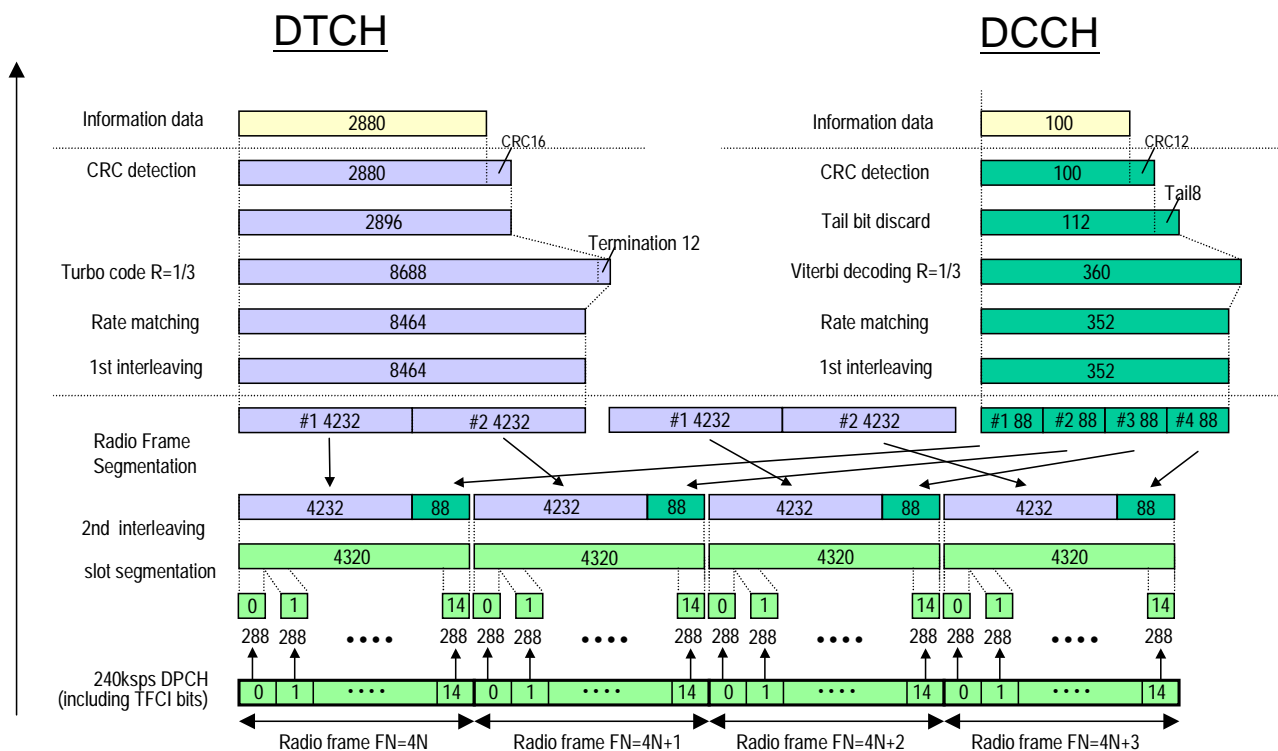 DTCH DCCH
Information data 2880 Information data 100
CRC16 CRC12
CRC detection 2880 CRC detection 100
Tail8
2896 Tail bit discard 112
Termination 12
Turbo code R=1/3 8688 Viterbi decoding R=1/3 360
Rate matching 8464 Rate matching 352
1st interleaving 8464 1st interleaving 352
#1 4232 #2 4232 #1 4232 #2 4232 #1 88 #2 88 #3 88 #4 88
Radio Frame
Segmentation
4232 88 4232 88 4232 88 4232 88
2nd interleaving
4320 4320 4320 4320
slot segmentation
0 1 14 0 1 14 0 1 14 0 1 14
288 288 •••• 288 288 288 •••• 288 288 288 •••• 288 288 288 •••• 288
240ksps DPCH
(including TFCI bits)
0 1 •••• 14 0 1 •••• 14 0 1 •••• 14 0 1 •••• 14
Radio frame FN=4N Radio frame FN=4N+1 Radio frame FN=4N+2 Radio frame FN=4N+3